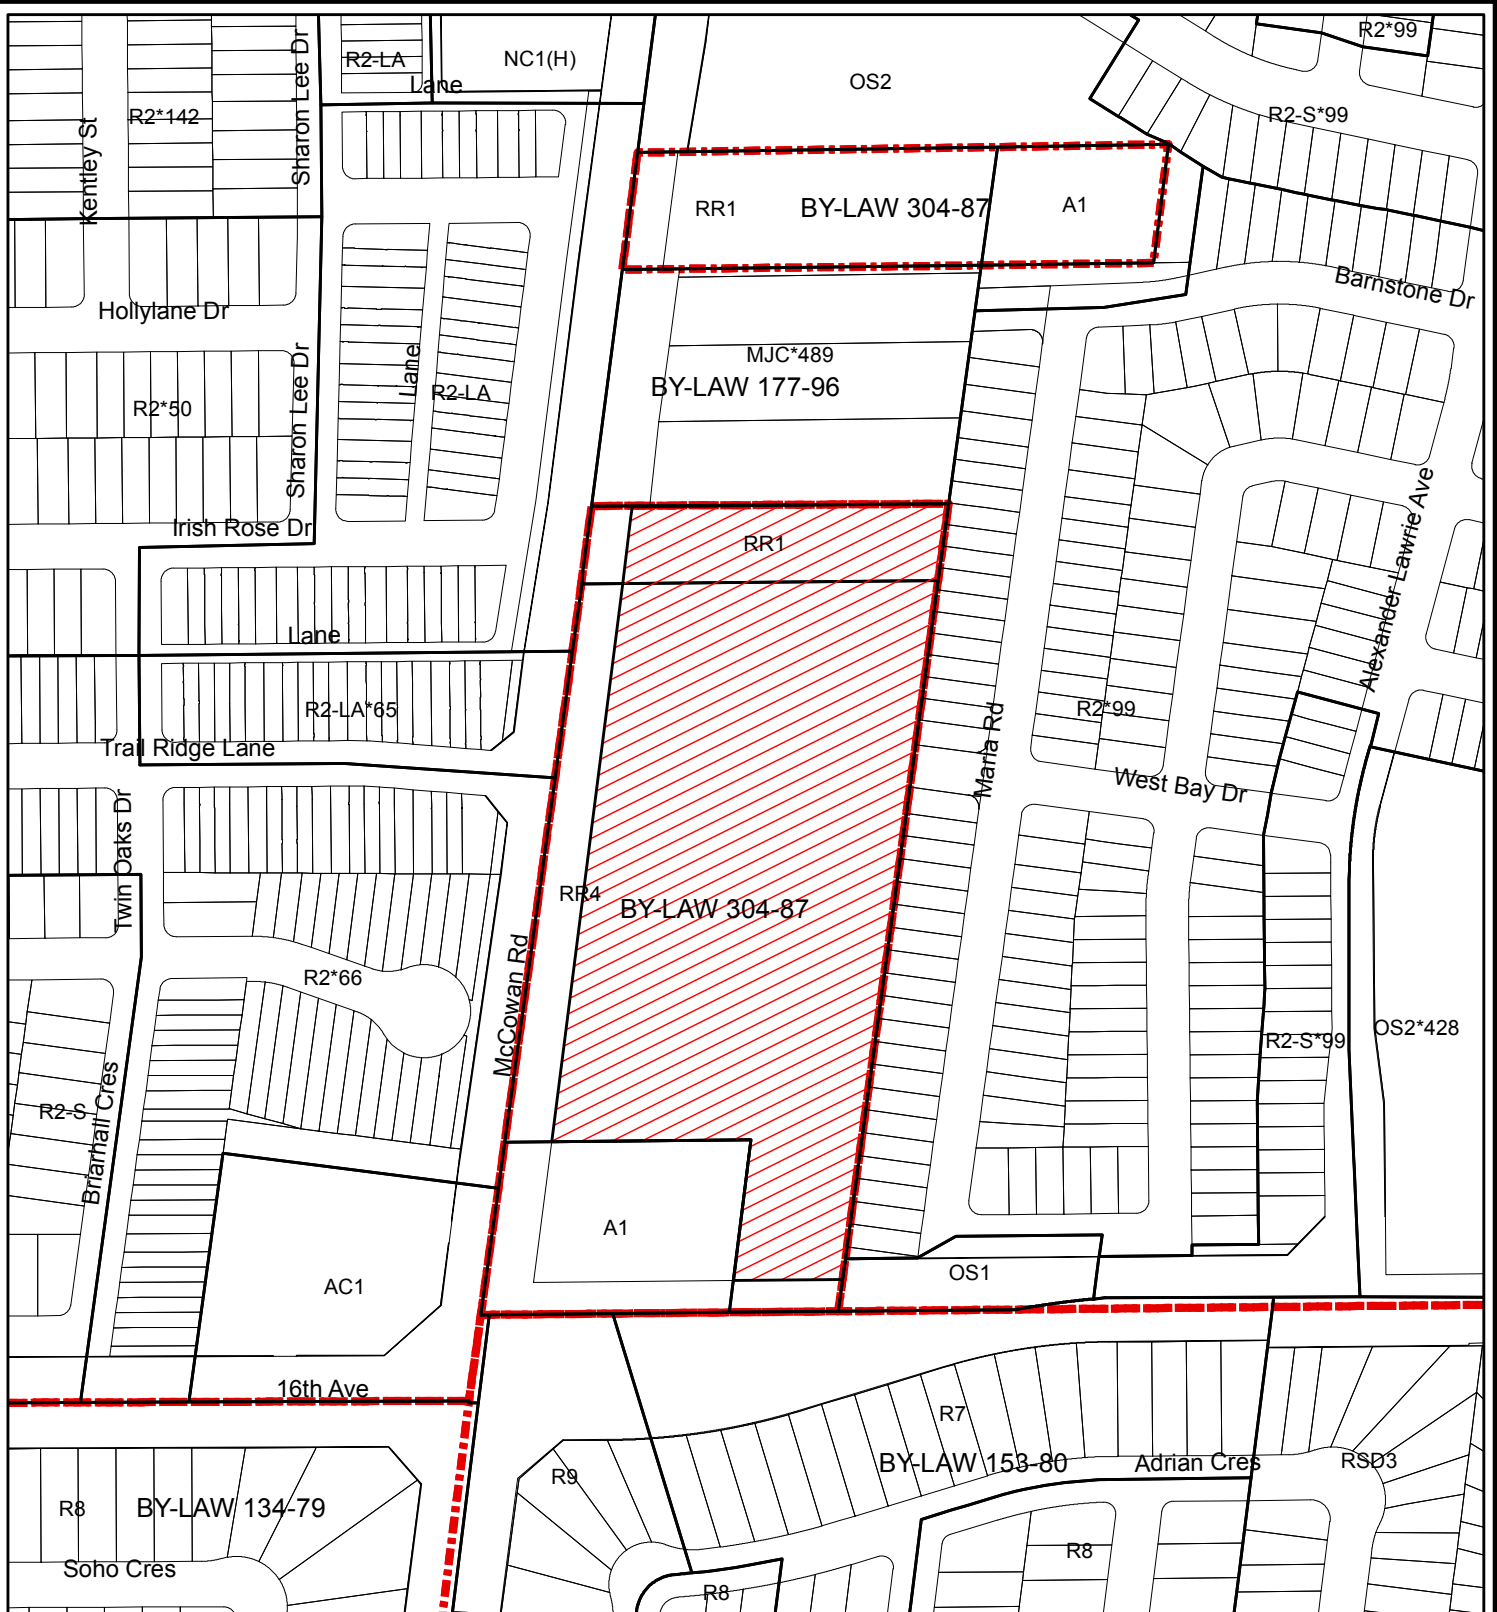 R2*99
R2-LA
NC1(H)
Lane
OS2
Sharon Lee Dr
R2*142
Kentley St
R2-S*99
RR1
BY-LAW 304-87
A1
Barnstone Dr
Hollylane Dr
MJC*489
BY-LAW 177-96
Lane
R2-LA
R2*50
Sharon Lee Dr
Irish Rose Dr
RR1
Alexander Lawrie Ave
Lane
R2-LA*65
R2*99
Maria Rd
Trail Ridge Lane
West Bay Dr
Twin Oaks Dr
RR4
BY-LAW 304-87
R2*66
McCowan Rd
OS2*428
R2-S*99
R2-S
Briarhall Cres
A1
OS1
AC1
16th Ave
R7
BY-LAW 153-80
Adrian Cres
RSD3
R9
R8
BY-LAW 134-79
R8
Soho Cres
R8